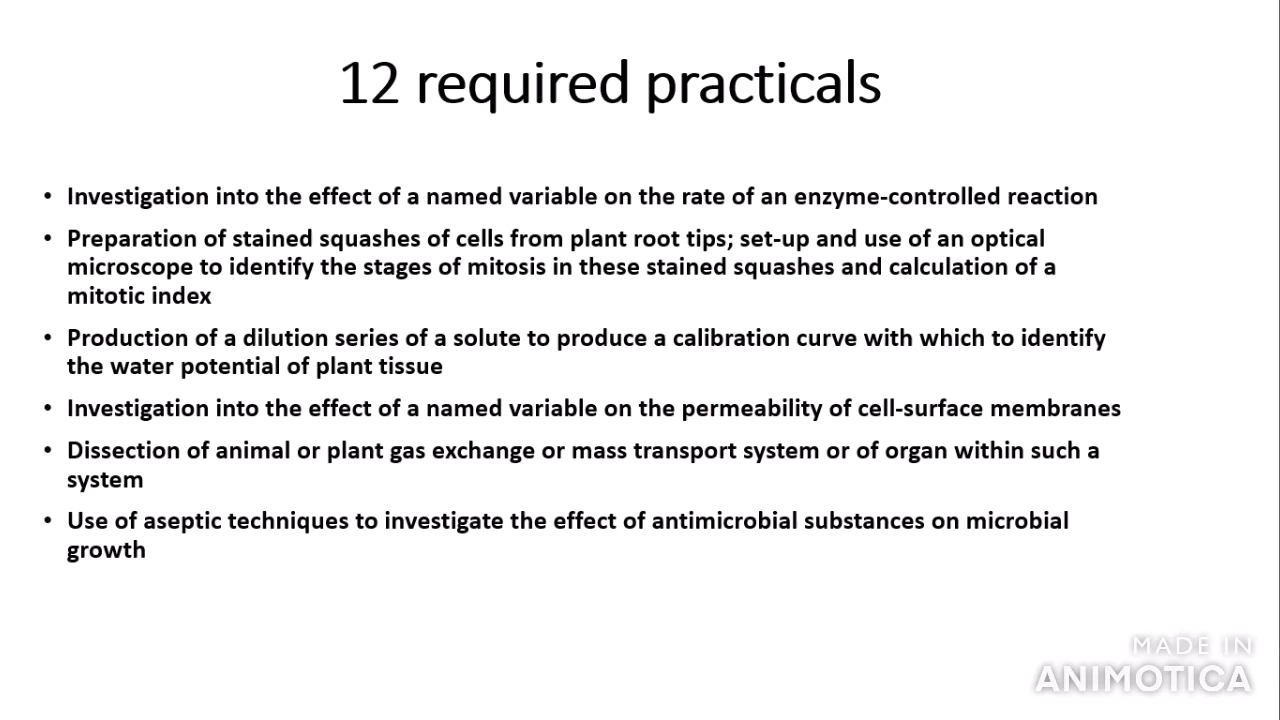 12 required practicals
• Investigation into the effect of a named variable on the rate of an enzyme-controlled reaction
• Preparation of stained squashes of cells from plant root tips; set-up and use of an optical
microscope to identify the stages of mitosis in these stained squashes and calculation of a
mitotic index
• Production of a dilution series of a solute to produce a calibration curve with which to identify
the water potential of plant tissue
• Investigation into the effect of a named variable on the permeability of cell-surface membranes
• Dissection of animal or plant gas exchange or mass transport system or of organ within such a
system
• Use of aseptic techniques to investigate the effect of antimicrobial substances on microbial
growth
MADE IN
ANIMOTICA